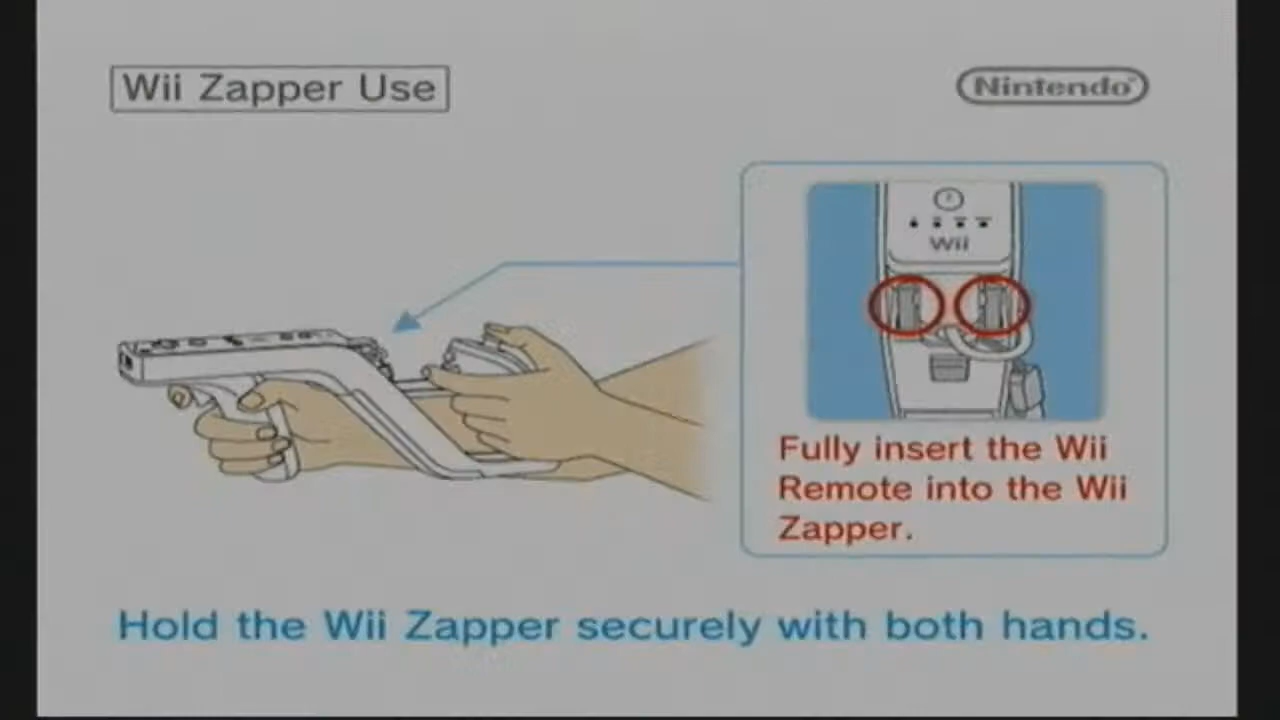 Wii Zapper Use
Nintendo
Wii
Fully insert the Wii
Remote into the Wii
Zapper.
Hold the Wii Zapper securely with both hands.